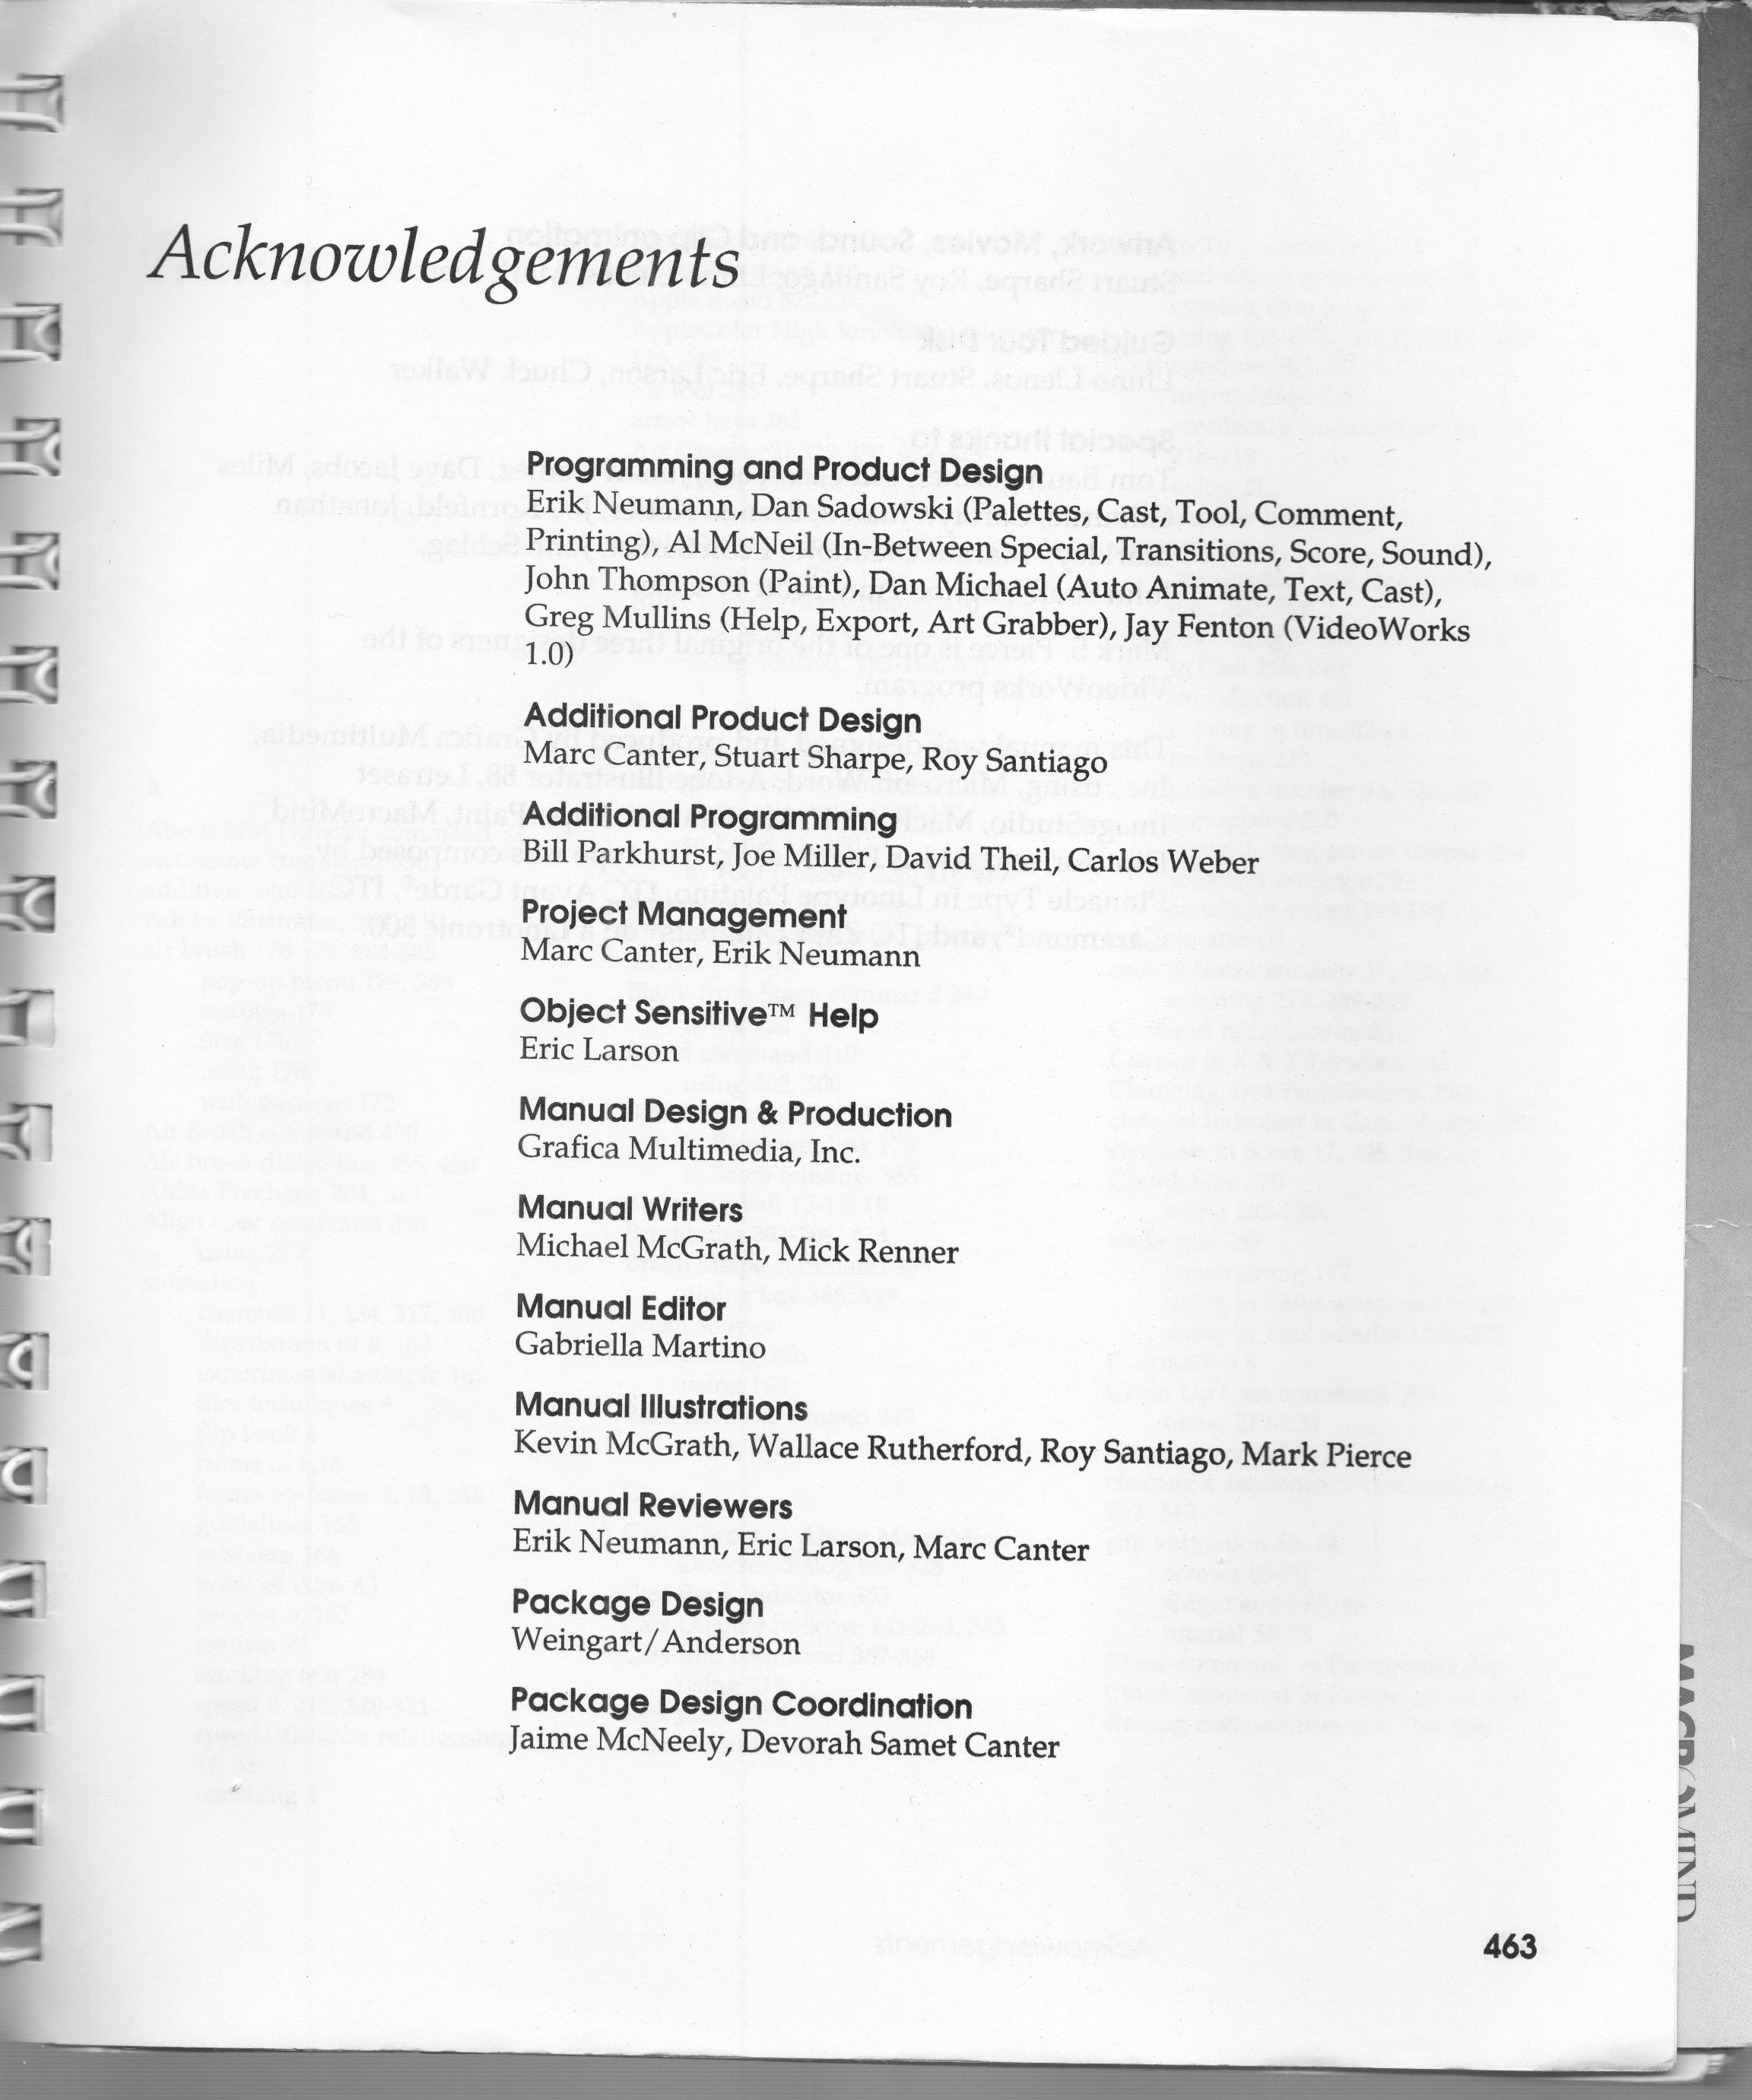 Acknowledgements
Programming and Product Design
Erik Neumann, Dan Sadowski (Palettes, Cast, Tool, Comment,
Printing), Al McNeil (In-Between Special, Transitions, Score, Sound),
John Thompson (Paint), Dan Michael (Auto Animate, Text, Cast),
Greg Mullins (Help, Export, Art Grabber), Jay Fenton (VideoWorks
1.0)
Additional Product Design
Marc Canter, Stuart Sharpe, Roy Santiago
Additional Programming
Bill Parkhurst, Joe Miller, David Theil, Carlos Weber
Project Management
Marc Canter, Erik Neumann
Object Sensitive™ Help
Eric Larson
Manual Design & Production
Grafica Multimedia, Inc.
Manual Writers
Michael McGrath, Mick Renner
Manual Editor
Gabriella Martino
Manual Illustrations
Kevin McGrath, Wallace Rutherford, Roy Santiago, Mark Pierce
Manual Reviewers
Erik Neumann, Eric Larson, Marc Canter
Package Design
Weingart/Anderson
Package Design Coordination
Jaime McNeely, Devorah Samet Canter
463
MACROMIND